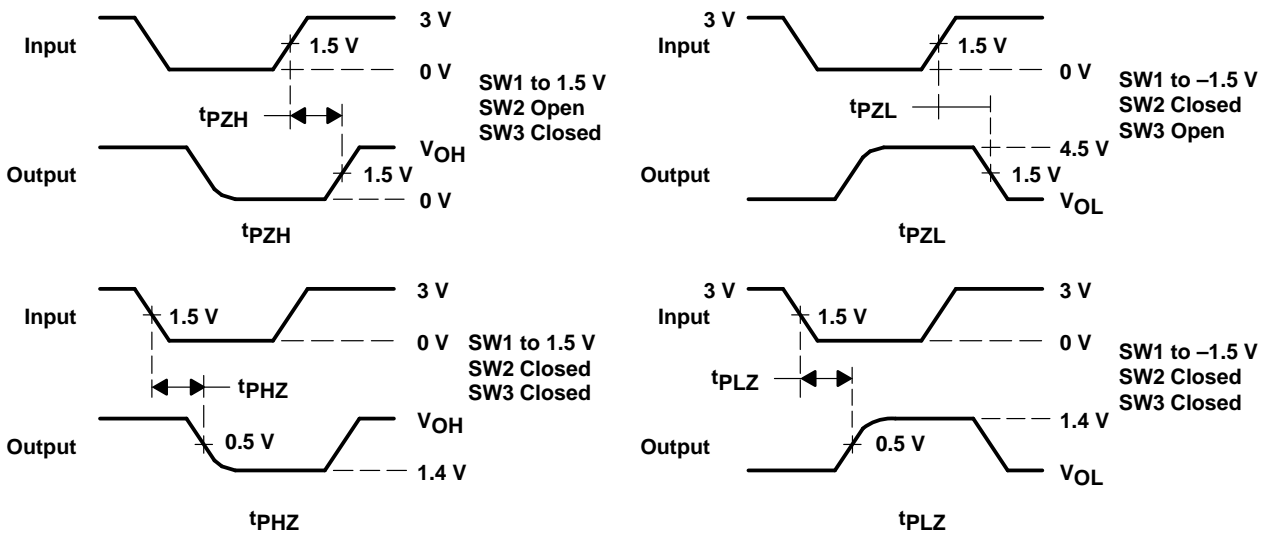 Input
3 V
1.5 V
0 V
SW1 to 1.5 V
SW2 Open
SW3 Closed
tPZH
Output
VOH
1.5 V
0 V
tPZH
3 V
Input
1.5 V
0 V
SW1 to –1.5 V
SW2 Closed
SW3 Open
tPZL
Output
4.5 V
1.5 V
VOL
tPZL
Input
3 V
1.5 V
0 V
SW1 to 1.5 V
SW2 Closed
SW3 Closed
tPHZ
Output
VOH
0.5 V
1.4 V
tPHZ
3 V
3 V
Input
1.5 V
0 V
SW1 to –1.5 V
SW2 Closed
SW3 Closed
tPLZ
Output
1.4 V
0.5 V
VOL
tPLZ